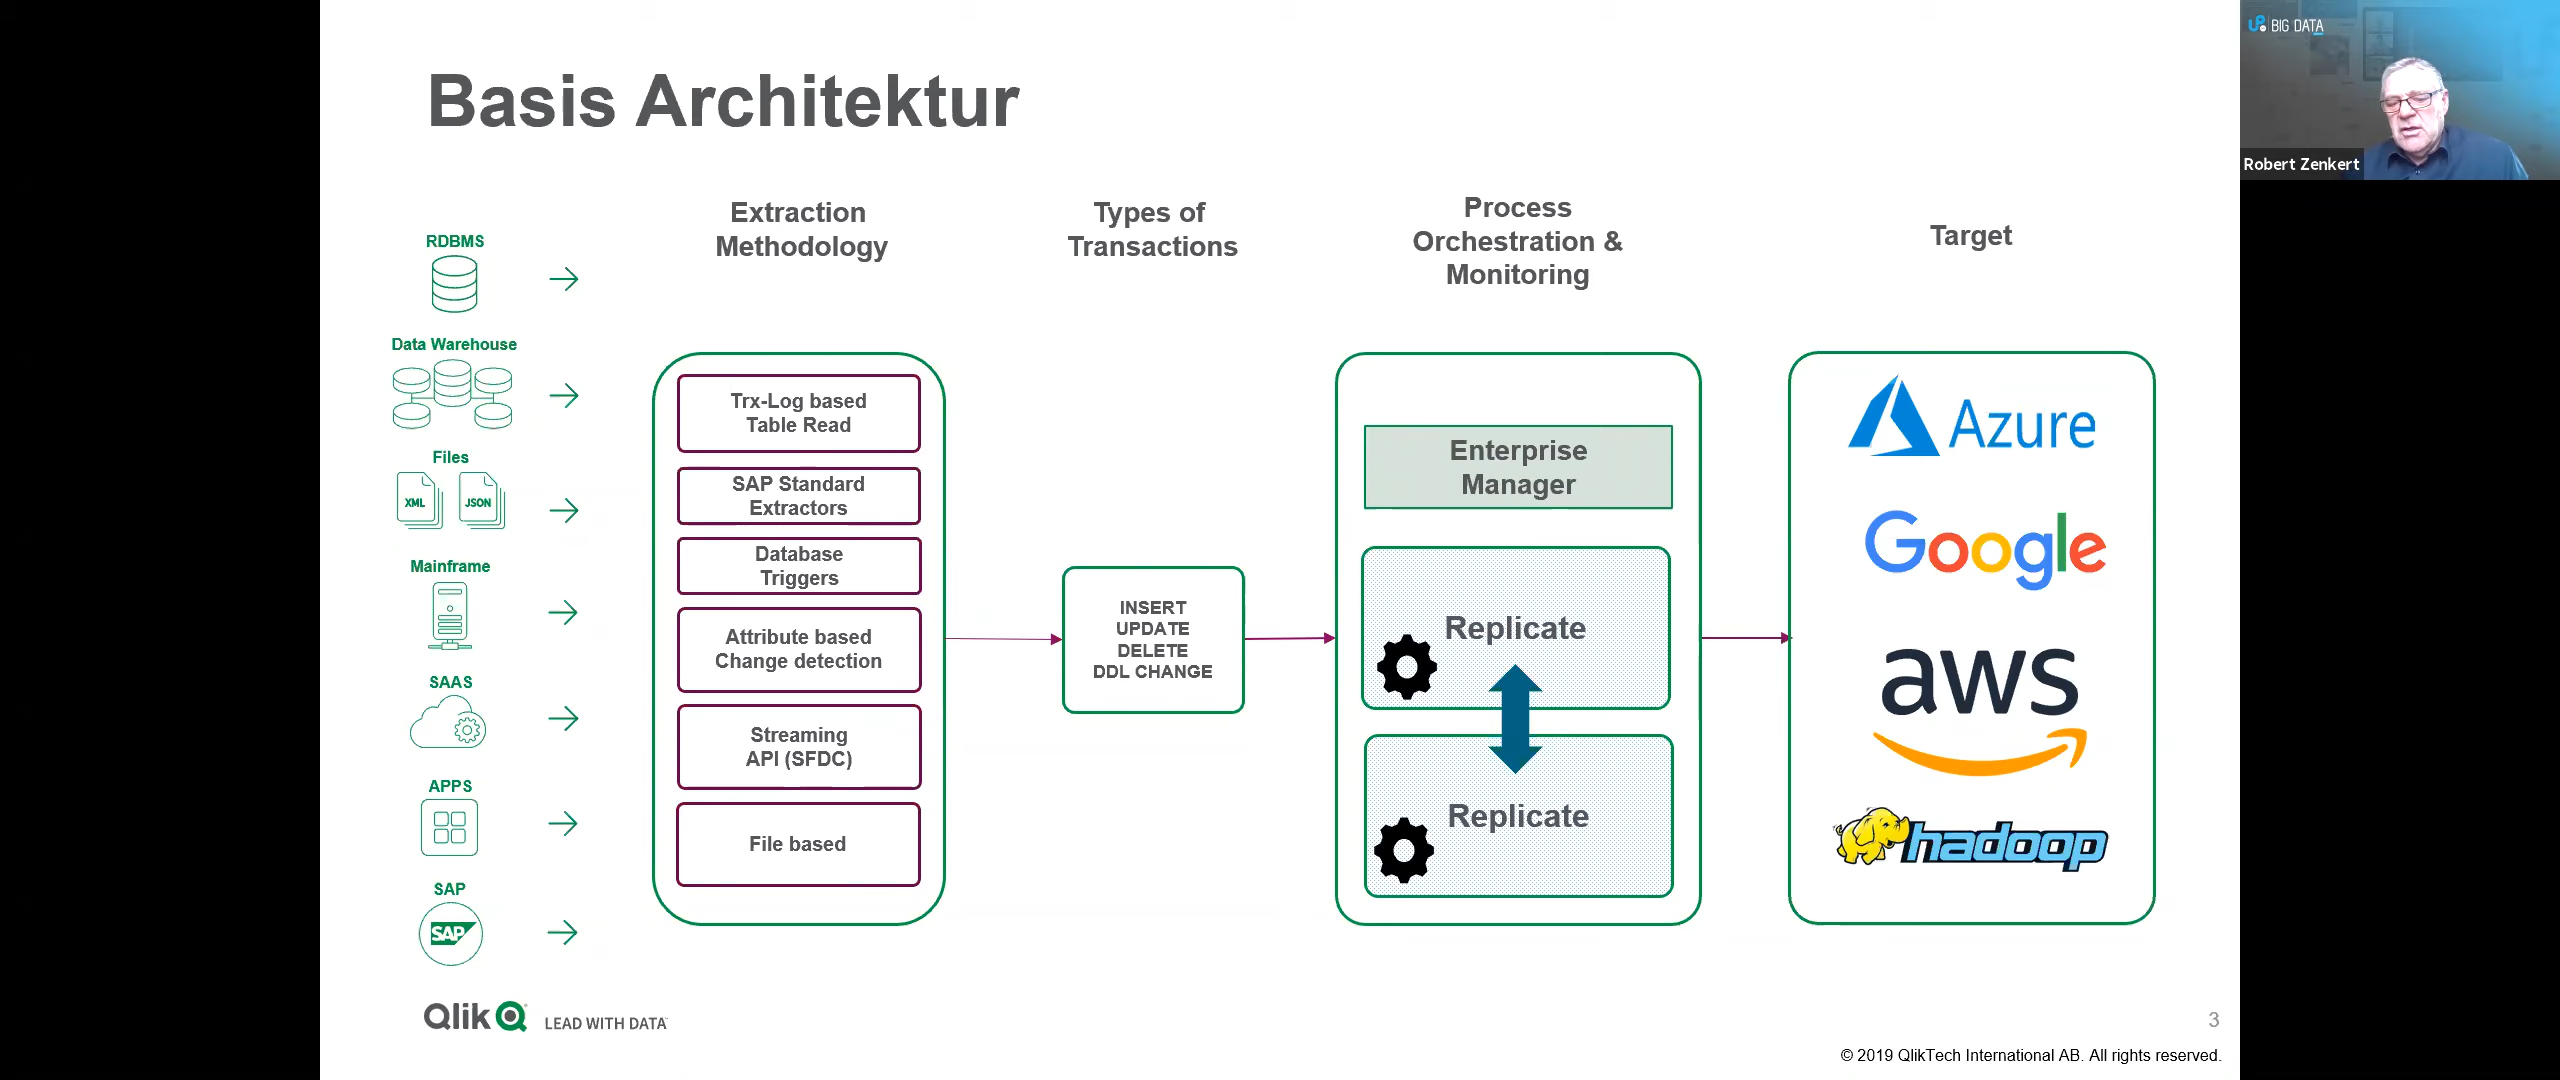 Basis Architektur
BIG DATA
Robert Zenkert
Extraction
Methodology
Types of
Transactions
Process
Orchestration &
Monitoring
Target
RDBMS
Data Warehouse
Files
XML
JSON
Mainframe
SAAS
APPS
SAP
SAP
Trx-Log based
Table Read
SAP Standard
Extractors
Database
Triggers
Attribute based
Change detection
Streaming
API (SFDC)
File based
INSERT
UPDATE
DELETE
DDL CHANGE
Enterprise
Manager
Replicate
Replicate
Azure
Google
aws
hadoop
Qlik
LEAD WITH DATA
3
© 2019 QlikTech International AB. All rights reserved.